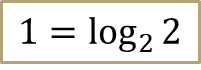 1 = log₂ 2